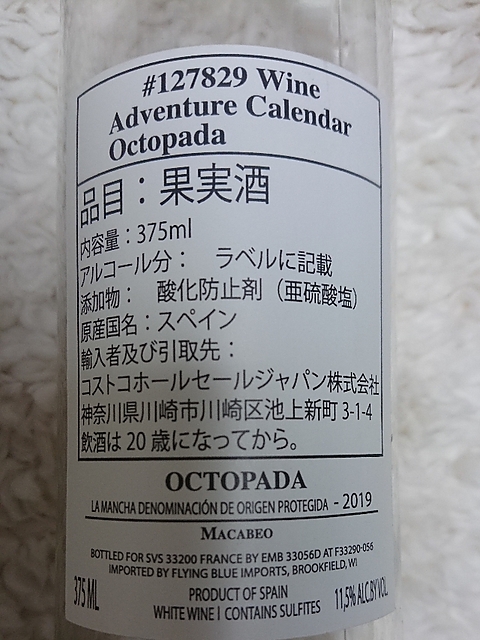 #127829 Wine
Adventure Calendar
Octopada
品目：果実酒
内容量：375ml
アルコール分： ラベルに記載
添加物： 酸化防止剤（亜硫酸塩）
原産国名：スペイン
輸入者及び引取先：
コストコホールセールジャパン株式会社
神奈川県川崎市川崎区池上新町 3-1-4
飲酒は 20 歳になってから。
OCTOPADA
LA MANCHA DENOMINACIÓN DE ORIGEN PROTEGIDA - 2019
MACABEO
BOTTLED FOR SVS 33200 FRANCE BY EMB 33056D AT F33290-056
IMPORTED BY FLYING BLUE IMPORTS, BROOKFIELD, WI
375 ML PRODUCT OF SPAIN 11,5% ALC.BY VOL
WHITE WINE | CONTAINS SULFITES